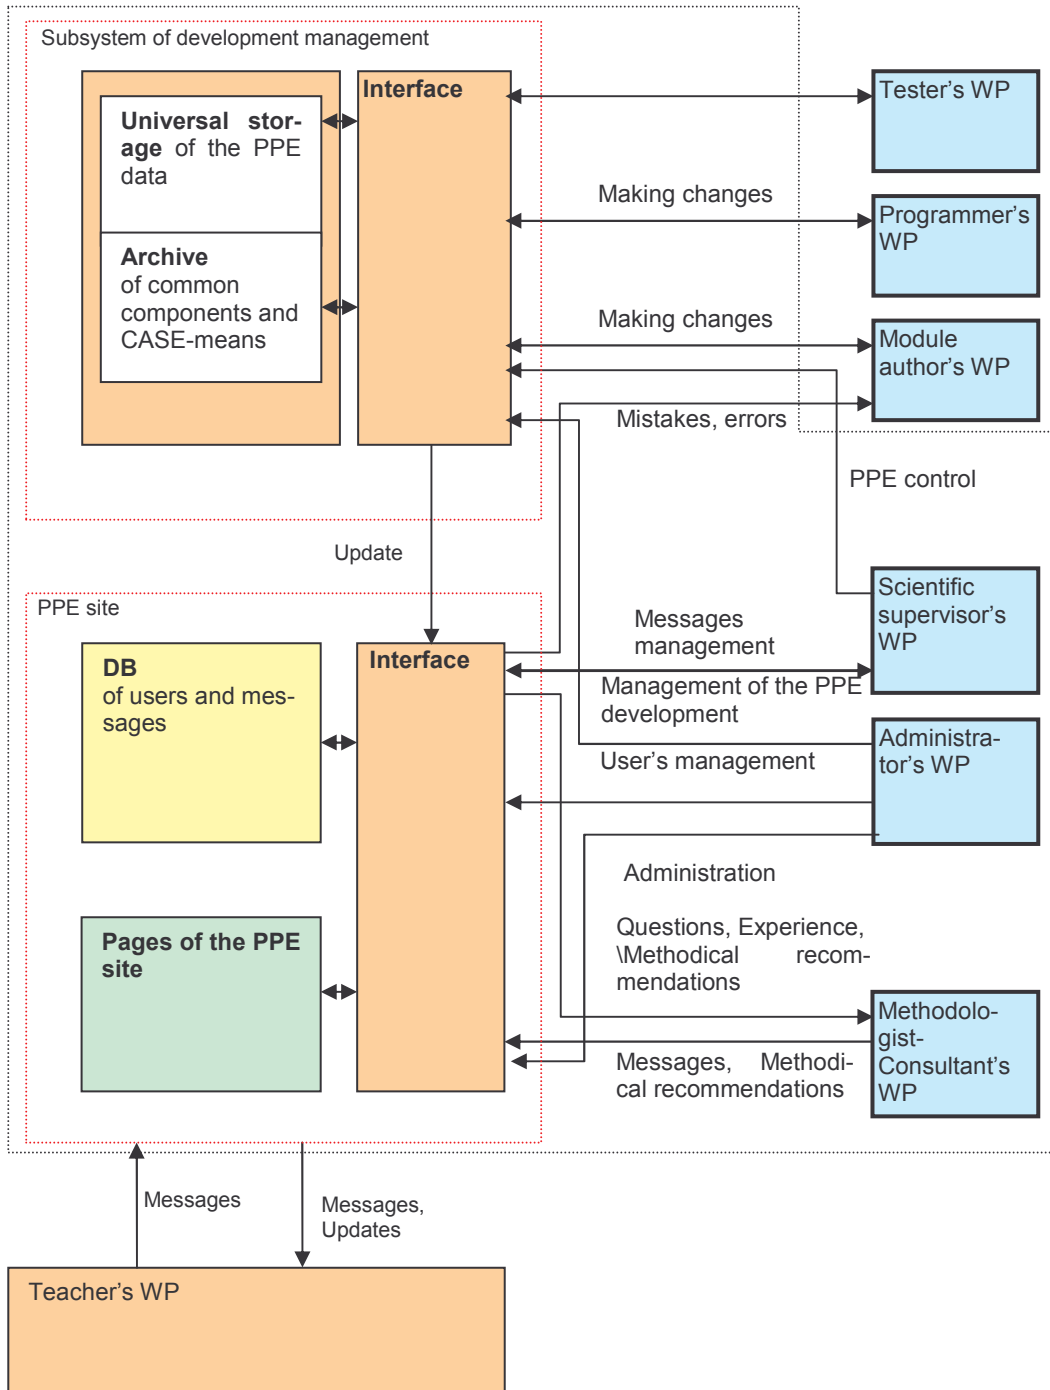 Subsystem of development management
Interface
Universal stor-
age of the PPE
data
Archive
of common
components and
CASE-means
Tester's WP
Making changes
Programmer's
WP
Making changes
Module
author's WP
Mistakes, errors
PPE control
Update
PPE site
DB
of users and mes-
sages
Interface
Messages
management
Management of the PPE
development
Scientific
supervisor's
WP
User's management
Administra-
tor's WP
Administration
Pages of the PPE
site
Questions, Experience,
\Methodical recom-
mendations
Messages, Methodi-
cal recommendations
Methodolo-
gist-
Consultant's
WP
Messages
Messages,
Updates
Teacher's WP